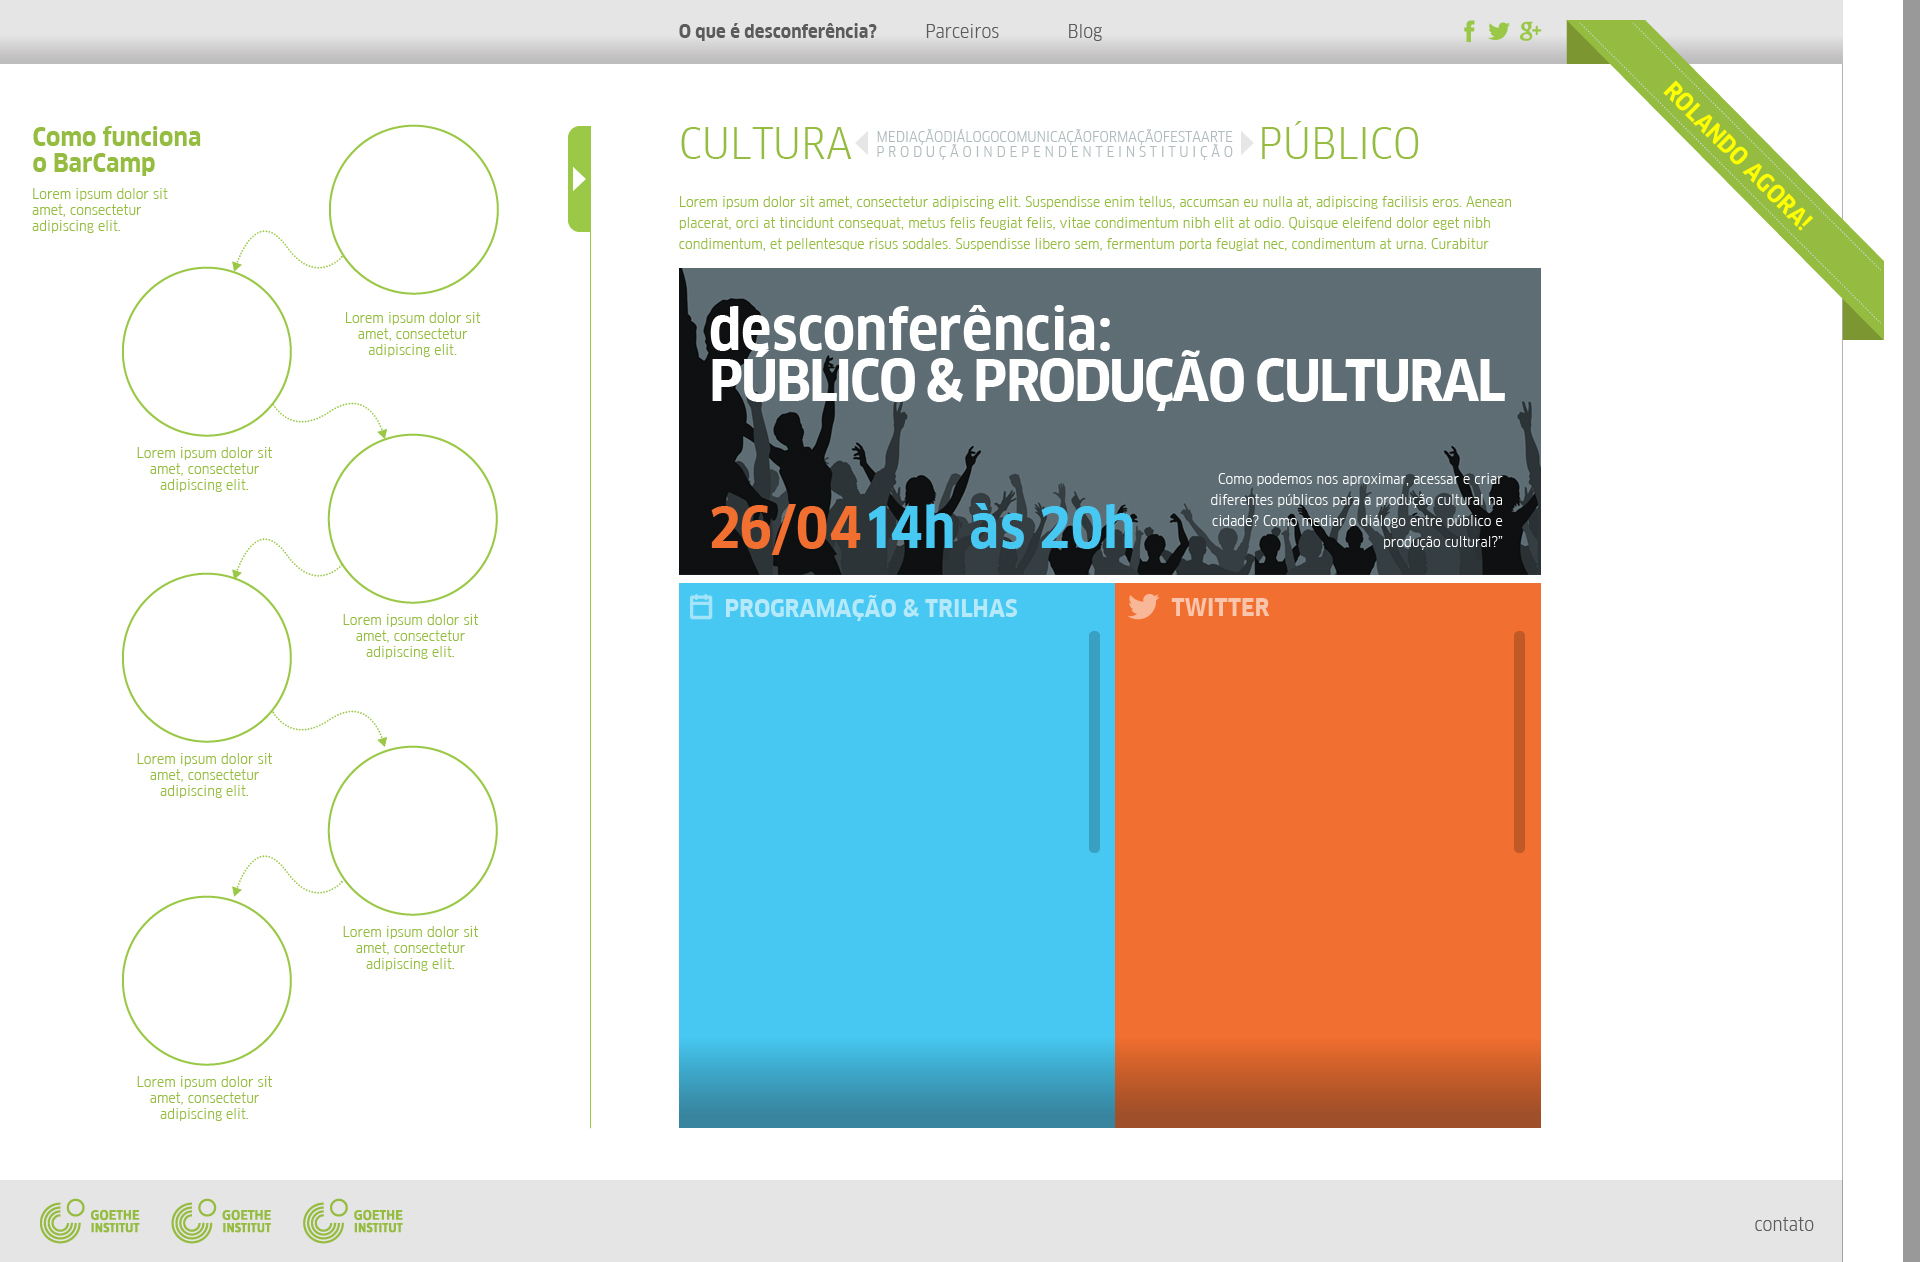 O que é desconferência?
Parceiros
Blog
ROLANDO AGORA!
Como funciona
o BarCamp
Lorem ipsum dolor sit
amet, consectetur
adipiscing elit.
Lorem ipsum dolor sit
amet, consectetur
adipiscing elit.
Lorem ipsum dolor sit
amet, consectetur
adipiscing elit.
Lorem ipsum dolor sit
amet, consectetur
adipiscing elit.
Lorem ipsum dolor sit
amet, consectetur
adipiscing elit.
Lorem ipsum dolor sit
amet, consectetur
adipiscing elit.
Lorem ipsum dolor sit
amet, consectetur
adipiscing elit.
CULTURA
MEDIAÇÃODIÁLOGOCOMUNICAÇÃOFORMAÇÃOFESTAARTE
PRODUÇÃOINDEPENDENTEINSTITUIÇÃO
PÚBLICO
Lorem ipsum dolor sit amet, consectetur adipiscing elit. Suspendisse enim tellus, accumsan eu nulla at, adipiscing facilisis eros. Aenean
placerat, orci at tincidunt consequat, metus felis feugiat felis, vitae condimentum nibh elit at odio. Quisque eleifend dolor eget nibh
condimentum, et pellentesque risus sodales. Suspendisse libero sem, fermentum porta feugiat nec, condimentum at urna. Curabitur
desconferência:
PÚBLICO & PRODUÇÃO CULTURAL
26/04 14h às 20h
Como podemos nos aproximar, acessar e criar
diferentes públicos para a produção cultural na
cidade? Como mediar o diálogo entre público e
produção cultural?”
PROGRAMAÇÃO & TRILHAS
TWITTER
GOETHE
INSTITUT
GOETHE
INSTITUT
GOETHE
INSTITUT
contato